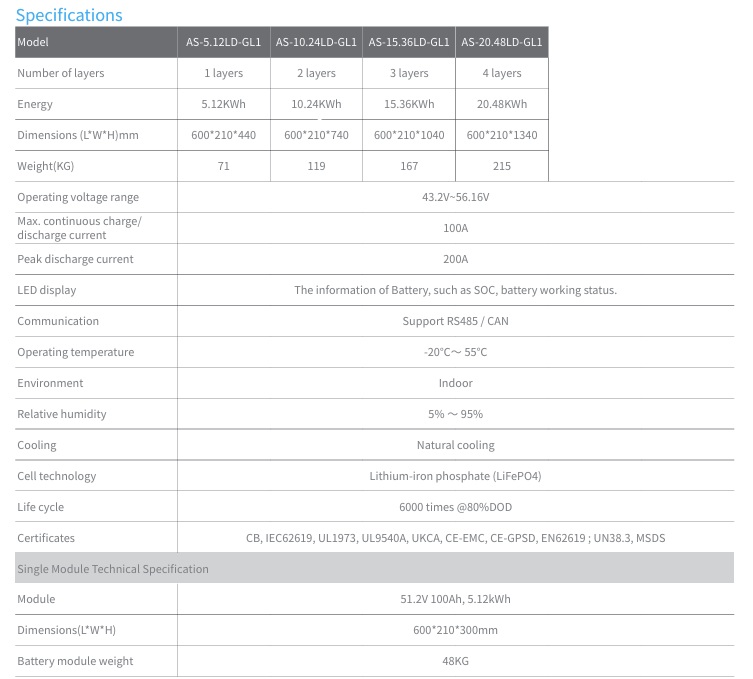 Specifications
Model AS-5.12LD-GL1 AS-10.24LD-GL1 AS-15.36LD-GL1 AS-20.48LD-GL1
Number of layers 1 layers 2 layers 3 layers 4 layers
Energy 5.12KWh 10.24KWh 15.36KWh 20.48KWh
Dimensions (L*W*H)mm 600*210*440 600*210*740 600*210*1040 600*210*1340
Weight(KG) 71 119 167 215
Operating voltage range 43.2V~56.16V
Max. continuous charge/
discharge current 100A
Peak discharge current 200A
LED display The information of Battery, such as SOC, battery working status.
Communication Support RS485 / CAN
Operating temperature -20℃～ 55℃
Environment Indoor
Relative humidity 5% ～ 95%
Cooling Natural cooling
Cell technology Lithium-iron phosphate (LiFePO4)
Life cycle 6000 times @80%DOD
Certificates CB, IEC62619, UL1973, UL9540A, UKCA, CE-EMC, CE-GPSD, EN62619 ; UN38.3, MSDS
Single Module Technical Specification
Module 51.2V 100Ah, 5.12kWh
Dimensions(L*W*H) 600*210*300mm
Battery module weight 48KG